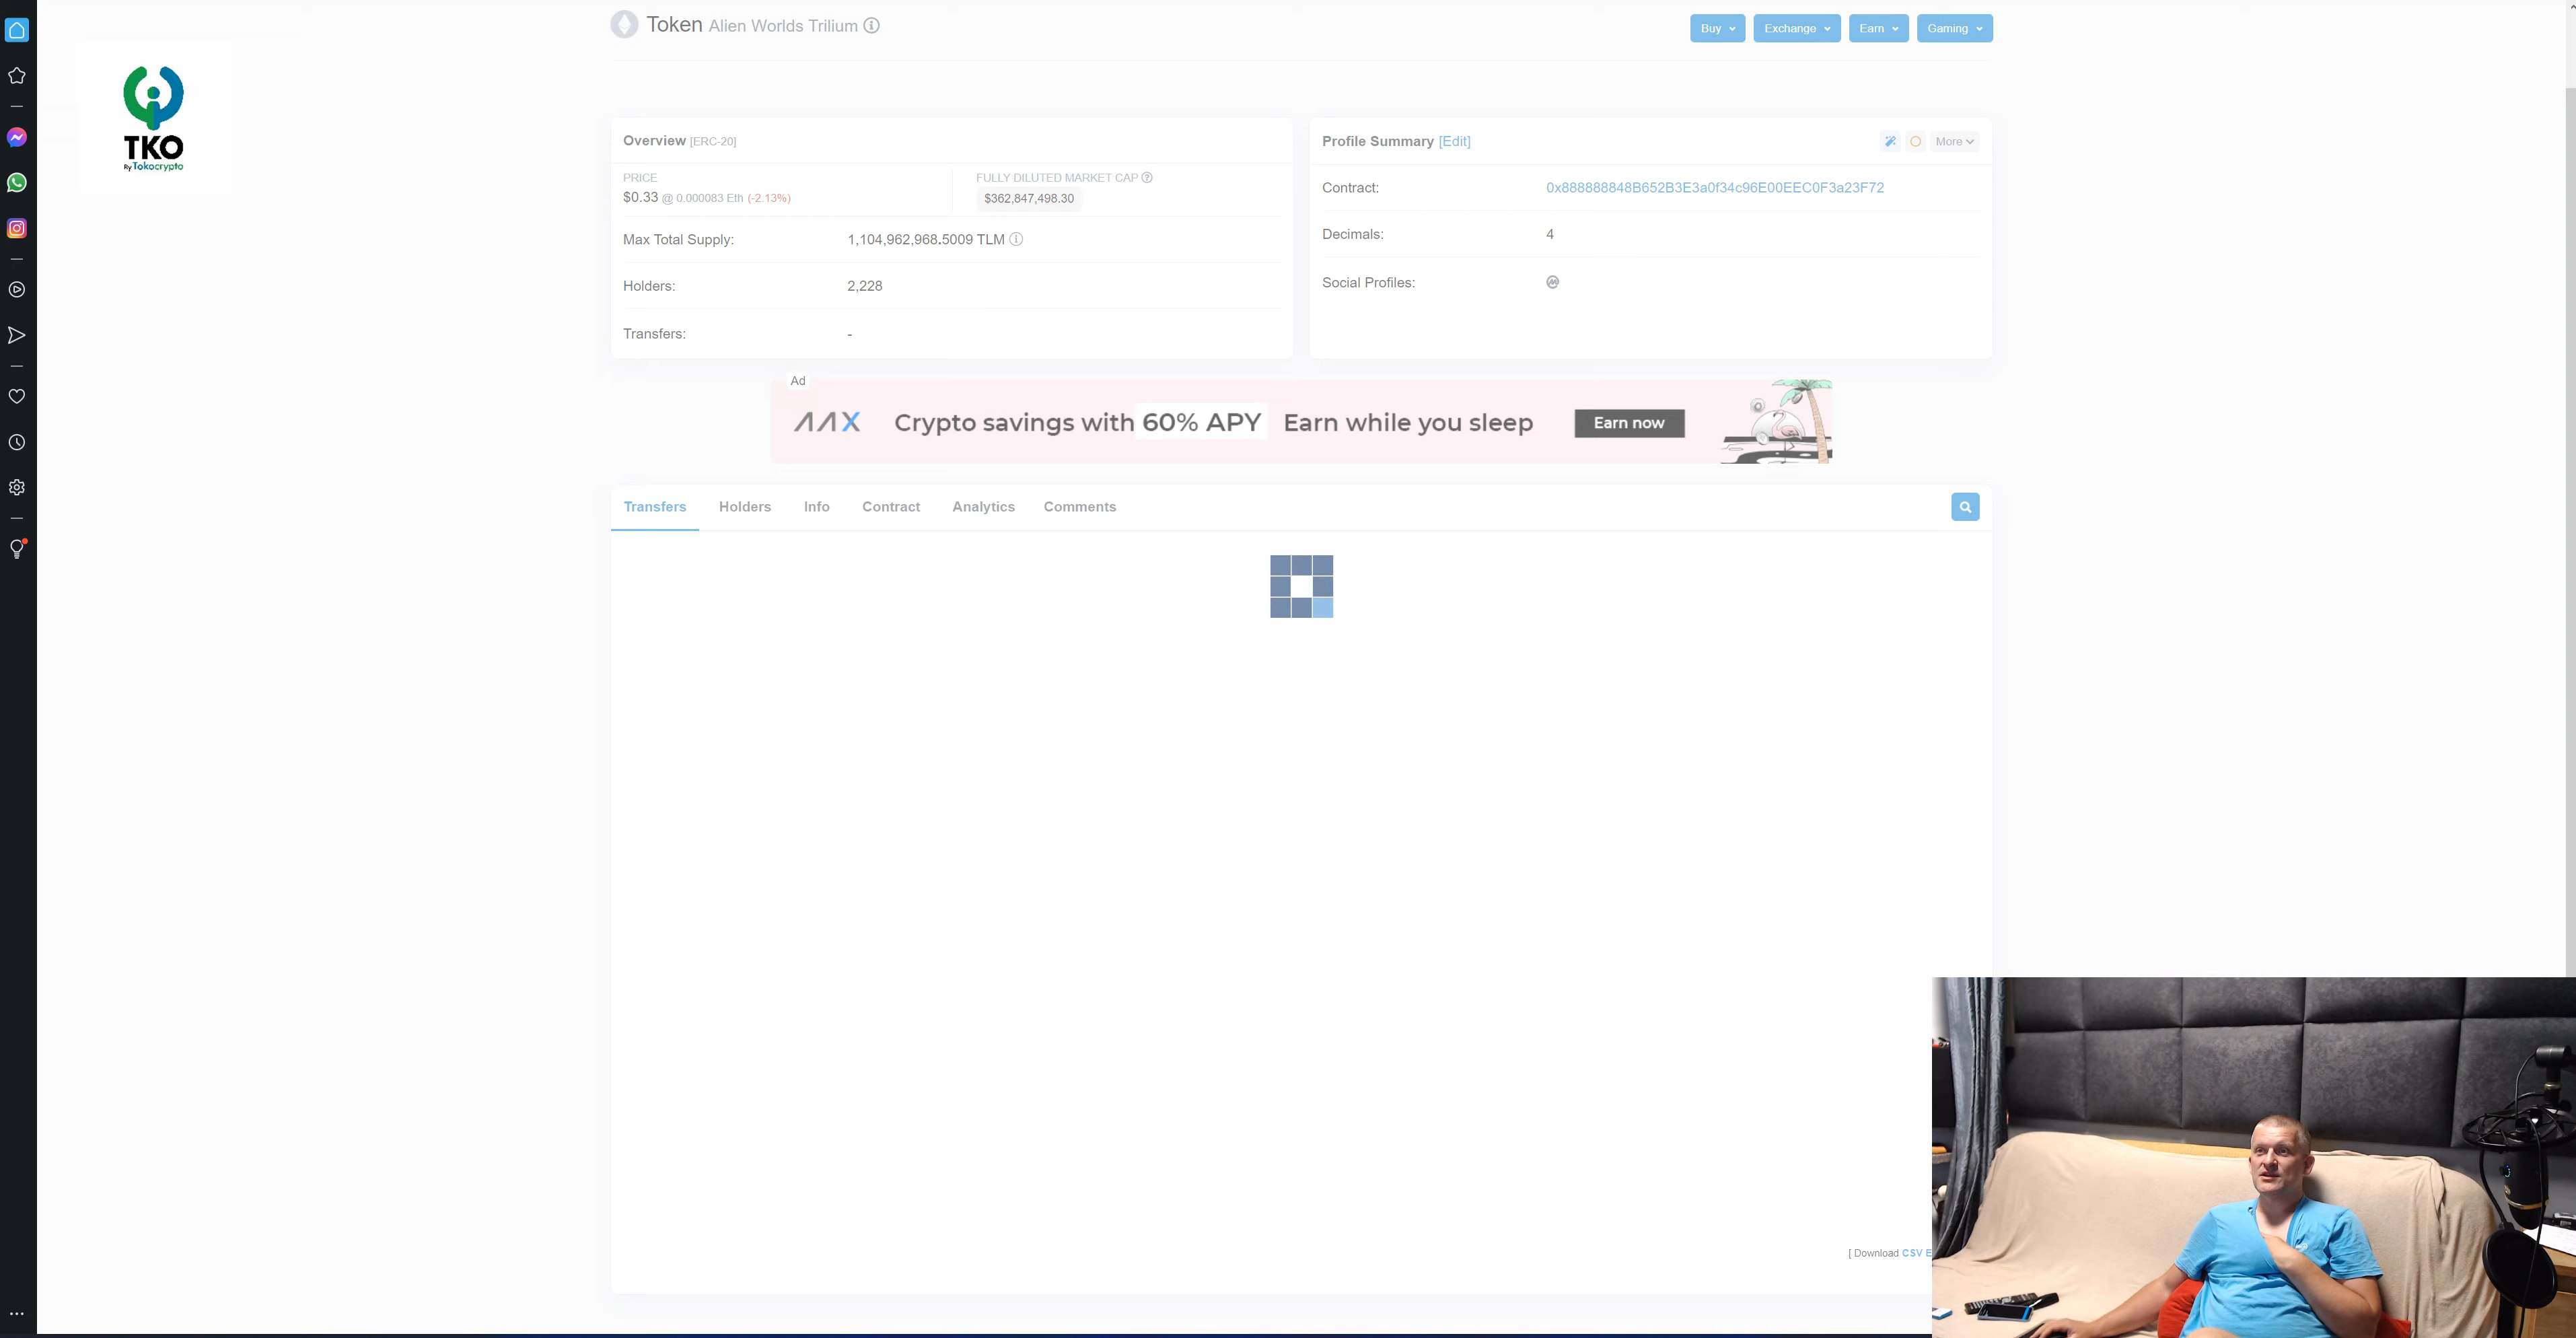 Token Alien Worlds Trilium
Buy
Exchange
Earn
Gaming
TKO
By Tokocrypto
Overview [ERC-20]
PRICE
$0.33 @ 0.000083 Eth (-2.13%)
FULLY DILUTED MARKET CAP
$362,847,498.30
Max Total Supply: 1,104,962,968.5009 TLM
Holders: 2,228
Transfers: -
Profile Summary [Edit]
More
Contract: 0x888888848B652B3E3a0f34c96E00EEC0F3a23F72
Decimals: 4
Social Profiles:
Ad
AAX Crypto savings with 60% APY Earn while you sleep Earn now
Transfers Holders Info Contract Analytics Comments
[ Download CSV E